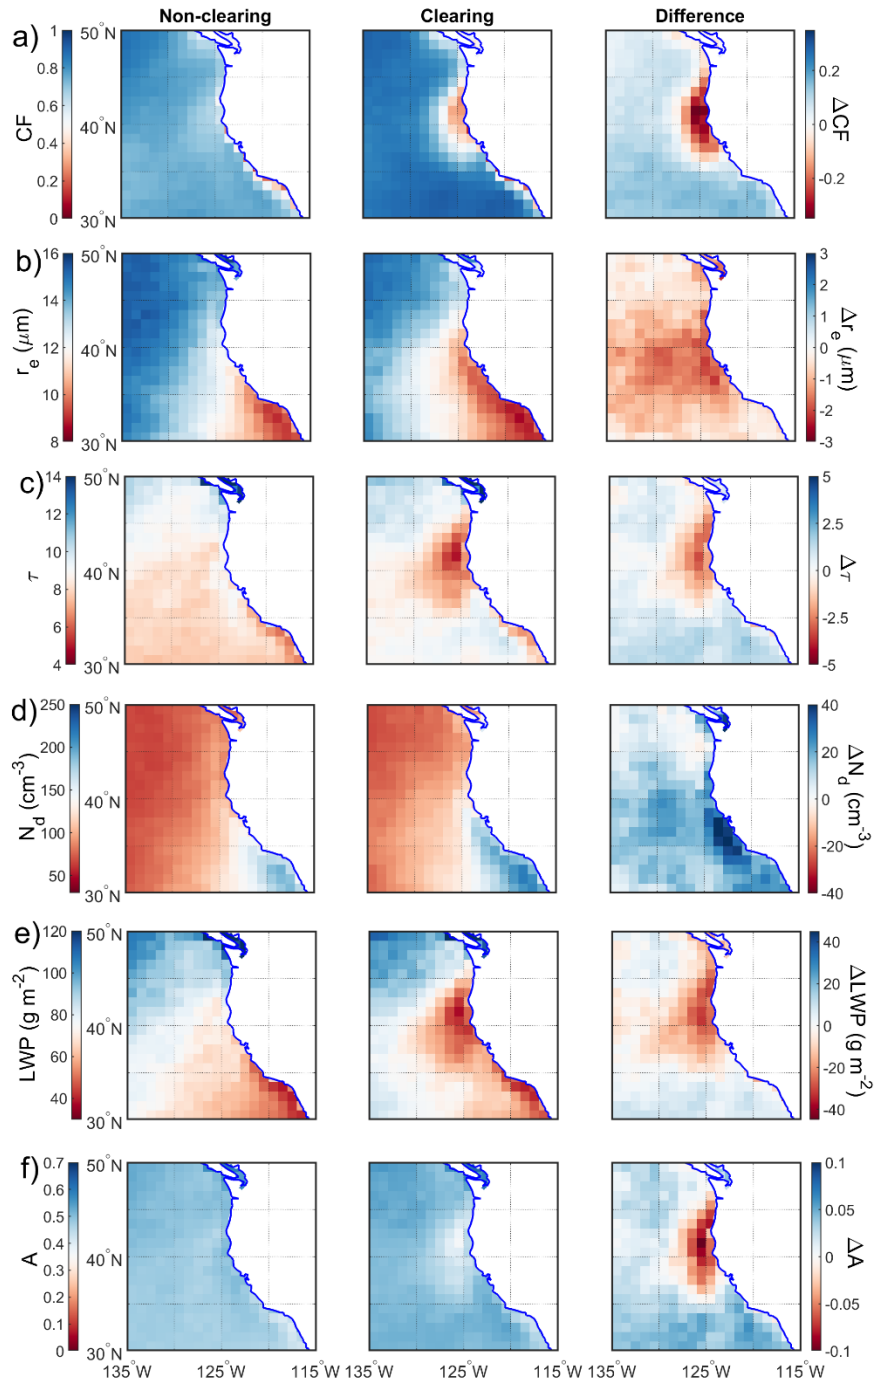 Non-clearing Clearing Difference
a) CF 1 0.8 0.6 0.4 0.2 0 50°N 40°N 30°N 0.2 0 -0.2 ΔCF
b) r_e (μm) 16 14 12 10 8 50°N 40°N 30°N 3 2 1 0 -1 -2 -3 Δr_e (μm)
c) τ 14 12 10 8 6 4 50°N 40°N 30°N 5 2.5 0 -2.5 -5 Δτ
d) N_d (cm⁻³) 250 200 150 100 50 50°N 40°N 30°N 40 20 0 -20 -40 ΔN_d (cm⁻³)
e) LWP (g m⁻²) 120 100 80 60 40 50°N 40°N 30°N 40 20 0 -20 -40 ΔLWP (g m⁻²)
f) A 0.7 0.6 0.5 0.4 0.3 0.2 0.1 0 50°N 40°N 30°N 0.1 0.05 0 -0.05 -0.1 ΔA
135°W 125°W 115°W 135°W 125°W 115°W 135°W 125°W 115°W